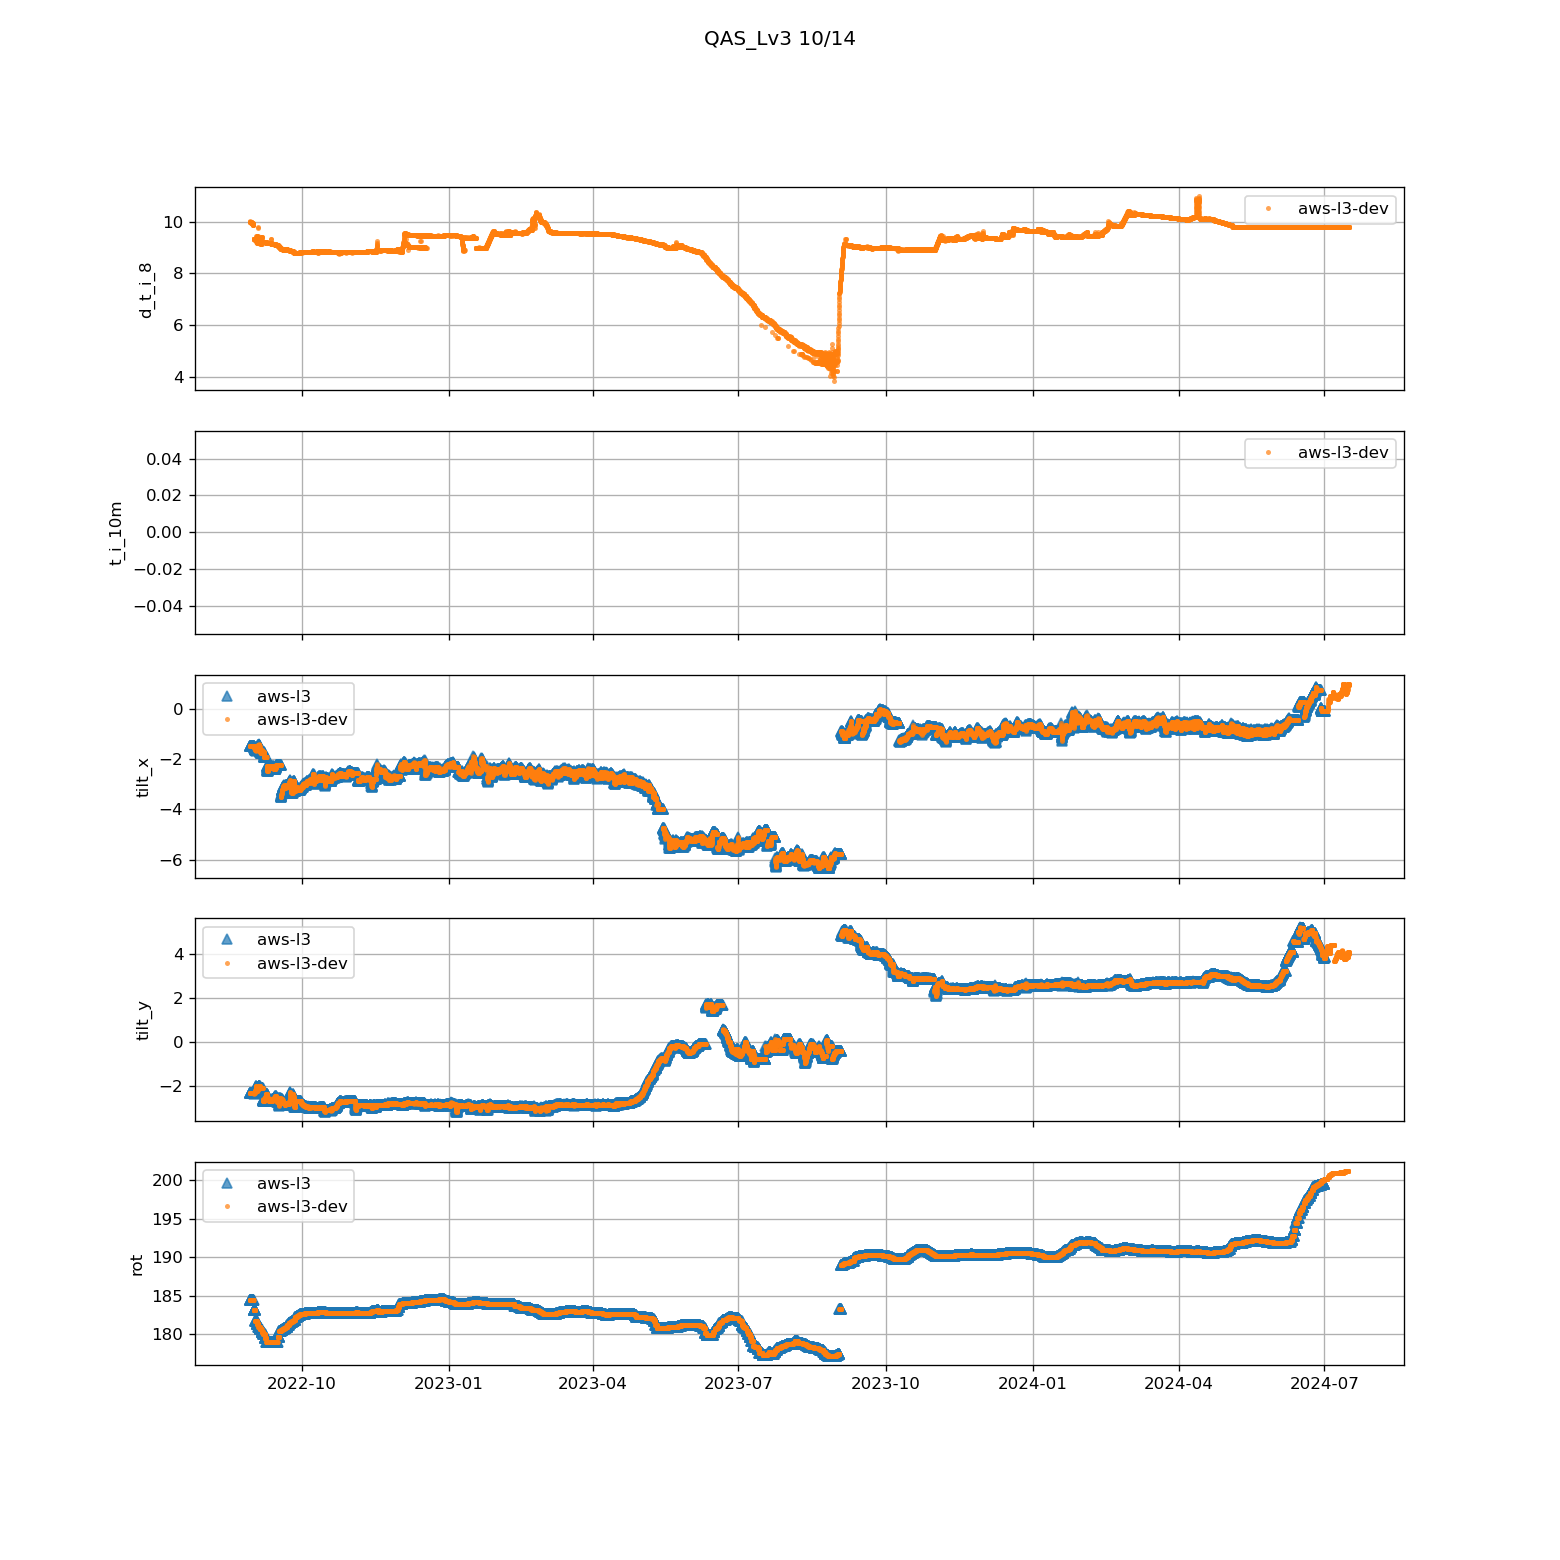 QAS_Lv3 10/14
10
8
6
4
d_t_i_8
aws-l3-dev
0.04
0.02
0.00
−0.02
−0.04
t_i_10m
aws-l3-dev
0
−2
−4
−6
tilt_x
aws-l3
aws-l3-dev
4
2
0
−2
tilt_y
aws-l3
aws-l3-dev
200
195
190
185
180
rot
aws-l3
aws-l3-dev
2022-10 2023-01 2023-04 2023-07 2023-10 2024-01 2024-04 2024-07